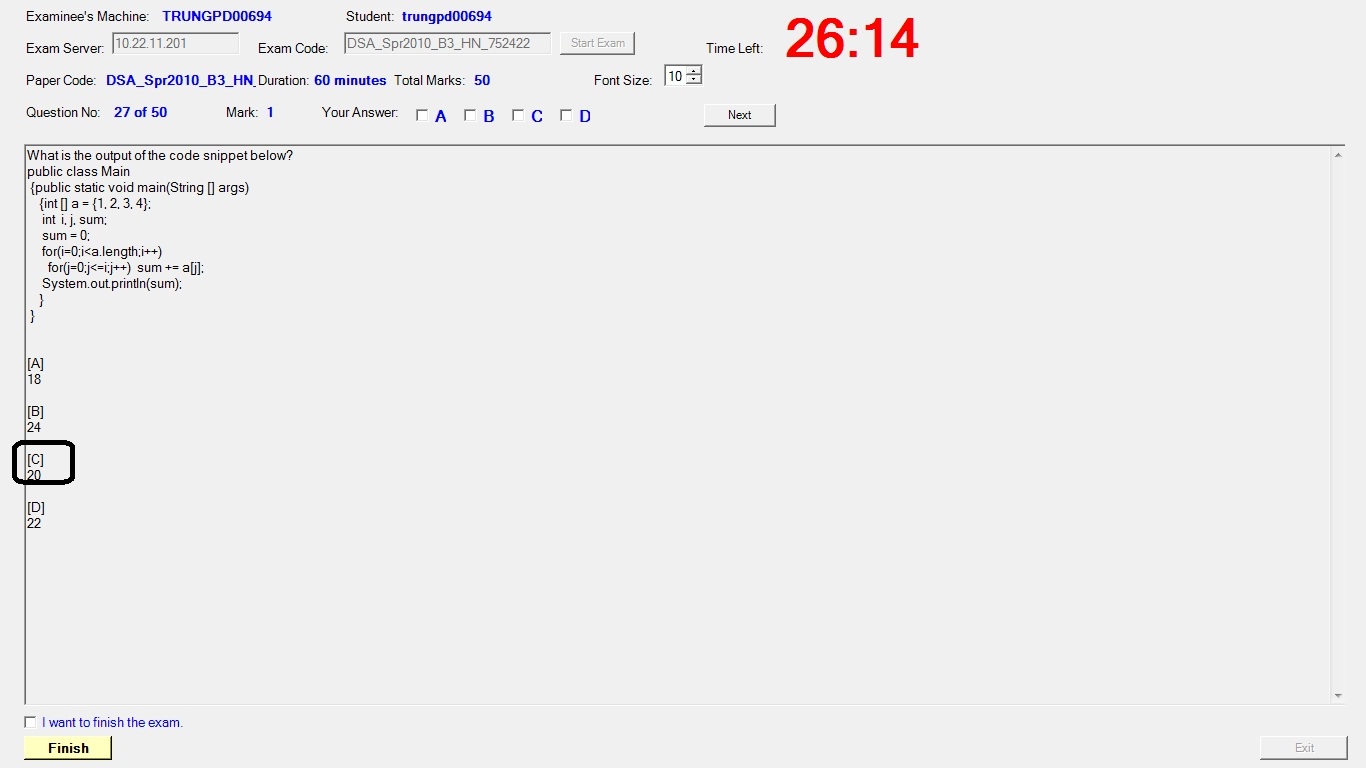 Examinee's Machine: TRUNGPD00694 Student: trungpd00694
Exam Server: 10.22.11.201 Exam Code: DSA_Spr2010_B3_HN_752422 Start Exam Time Left: 26:14
Paper Code: DSA_Spr2010_B3_HN_ Duration: 60 minutes Total Marks: 50 Font Size: 10
Question No: 27 of 50 Mark: 1 Your Answer: A B C D Next
What is the output of the code snippet below?
public class Main
{public static void main(String [] args)
{int [] a = {1, 2, 3, 4};
int i, j, sum;
sum = 0;
for(i=0;i<a.length;i++)
for(j=0;j<=i;j++) sum += a[j];
System.out.println(sum);
}
}
[A]
18
[B]
24
[C]
20
[D]
22
I want to finish the exam.
Finish Exit